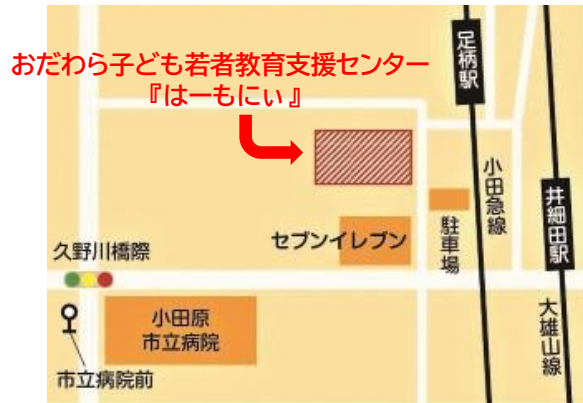 おだわら子ども若者教育支援センター
『はーもにぃ』
足柄駅
小田急線
井細田駅
駐車場
セブンイレブン
久野川橋際
小田原
市立病院
大雄山線
市立病院前